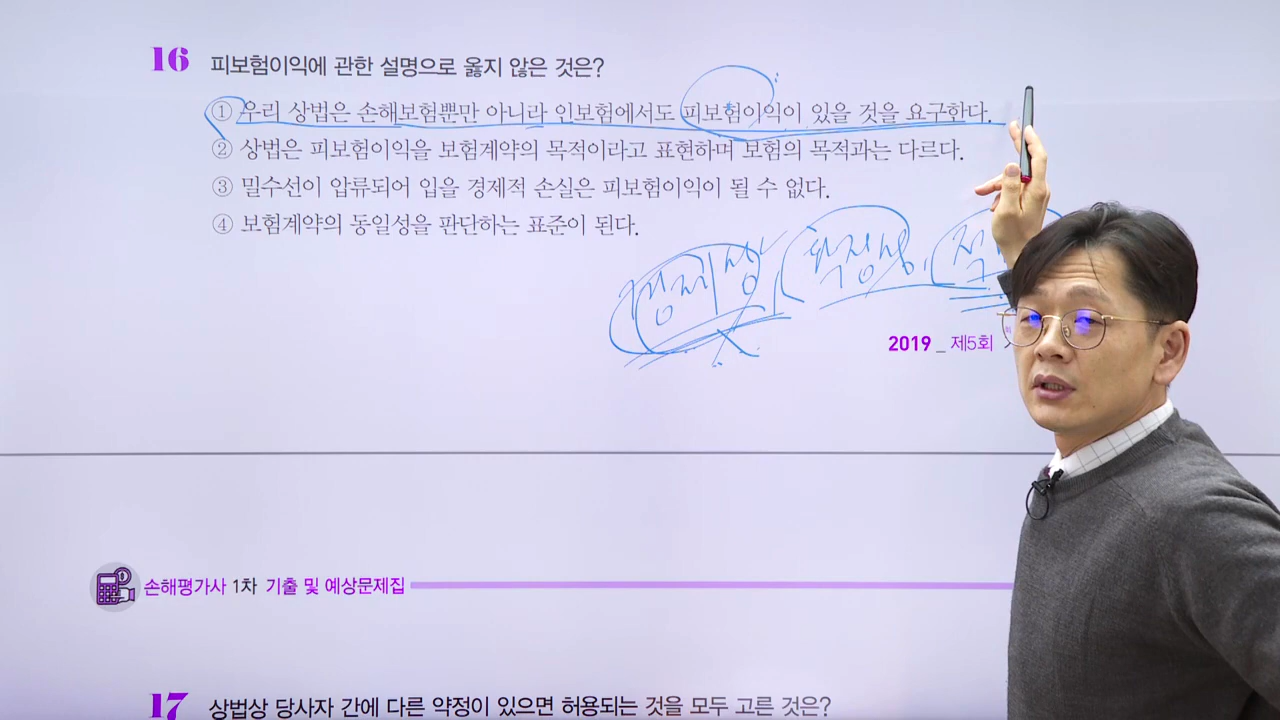 16 피보험이익에 관한 설명으로 옳지 않은 것은?
① 우리 상법은 손해보험뿐만 아니라 인보험에서도 피보험이익이 있을 것을 요구한다.
② 상법은 피보험이익을 보험계약의 목적이라고 표현하며 보험의 목적과는 다르다.
③ 밀수선이 압류되어 입을 경제적 손실은 피보험이익이 될 수 없다.
④ 보험계약의 동일성을 판단하는 표준이 된다.
경제상, 확정성, 적
2019 _ 제5회
손해평가사 1차 기출 및 예상문제집
17 상법상 당사자 간에 다른 약정이 있으면 허용되는 것을 모두 고른 것은?